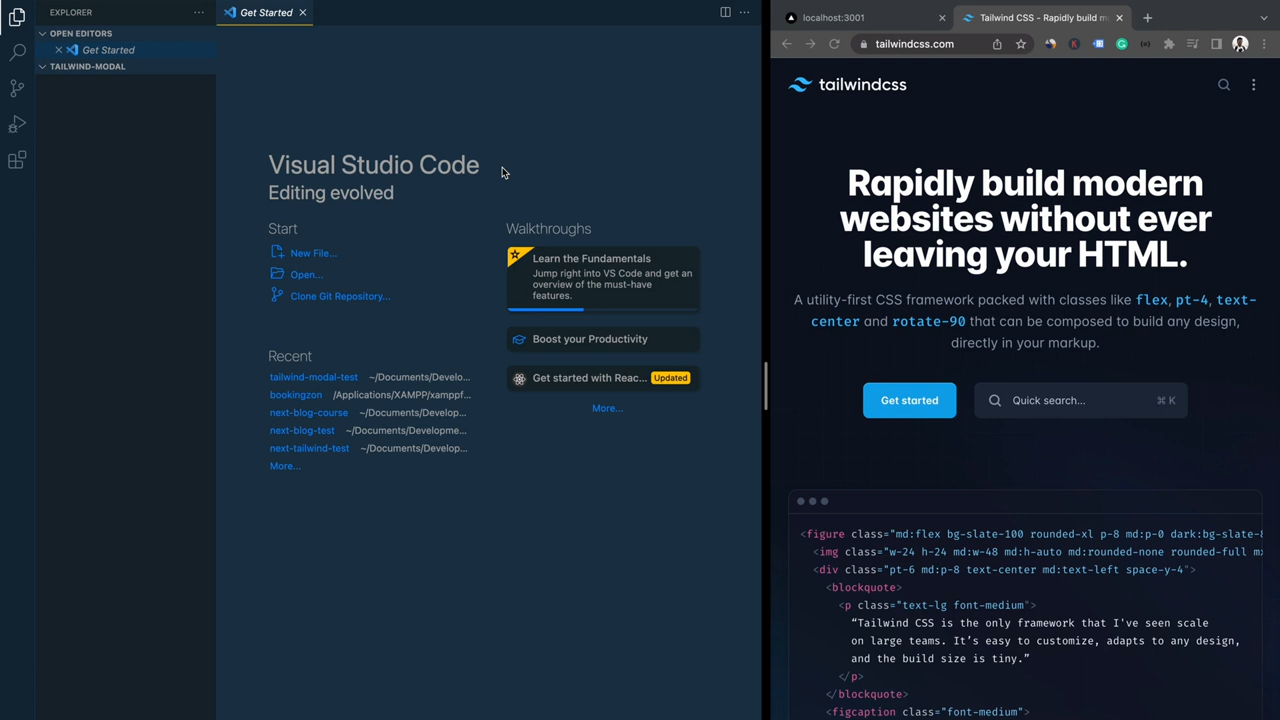 EXPLORER
OPEN EDITORS
Get Started
TAILWIND-MODAL
Get Started
Visual Studio Code
Editing evolved
Start
New File...
Open...
Clone Git Repository...
Recent
tailwind-modal-test ~/Documents/Develo...
bookingzon /Applications/XAMPP/xamppf...
next-blog-course ~/Documents/Develop...
next-blog-test ~/Documents/Developme...
next-tailwind-test ~/Documents/Develop...
More...
Walkthroughs
Learn the Fundamentals
Jump right into VS Code and get an
overview of the must-have
features.
Boost your Productivity
Get started with Reac... Updated
More...
localhost:3001
Tailwind CSS - Rapidly build m
tailwindcss.com
tailwindcss
Rapidly build modern
websites without ever
leaving your HTML.
A utility-first CSS framework packed with classes like flex, pt-4, text-
center and rotate-90 that can be composed to build any design,
directly in your markup.
Get started
Quick search... ⌘ K
<figure class="md:flex bg-slate-100 rounded-xl p-8 md:p-0 dark:bg-slate-8
<img class="w-24 h-24 md:w-48 md:h-auto md:rounded-none rounded-full mx
<div class="pt-6 md:p-8 text-center md:text-left space-y-4">
<blockquote>
<p class="text-lg font-medium">
“Tailwind CSS is the only framework that I've seen scale
on large teams. It’s easy to customize, adapts to any design,
and the build size is tiny.”
</p>
</blockquote>
<figcaption class="font-medium">